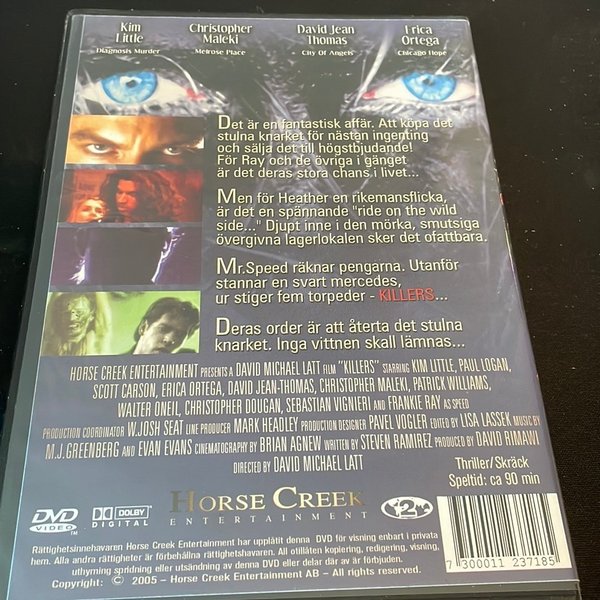 Kim Little
Diagnosis Murder
Christopher Maleki
Melrose Place
David Jean Thomas
City Of Angels
Erica Ortega
Chicago Hope
Det är en fantastisk affär. Att köpa det
stulna knarket för nästan ingenting
och sälja det till högstbjudande!
För Ray och de övriga i gänget
är det deras stora chans i livet...
Men för Heather en rikemansflicka,
är det en spännande "ride on the wild
side..." Djupt inne i den mörka, smutsiga
övergivna lagerlokalen sker det ofattbara.
Mr.Speed räknar pengarna. Utanför
stannar en svart mercedes,
ur stiger fem torpeder - KILLERS...
Deras order är att återta det stulna
knarket. Inga vittnen skall lämnas...
HORSE CREEK ENTERTAINMENT PRESENTS A DAVID MICHAEL LATT FILM "KILLERS" STARRING KIM LITTLE, PAUL LOGAN,
SCOTT CARSON, ERICA ORTEGA, DAVID JEAN-THOMAS, CHRISTOPHER MALEKI, PATRICK WILLIAMS,
WALTER ONEIL, CHRISTOPHER DOUGAN, SEBASTIAN VIGNIERI AND FRANKIE RAY AS SPEED
PRODUCTION COORDINATOR W.JOSH SEAT LINE PRODUCER MARK HEADLEY PRODUCTION DESIGNER PAVEL VOGLER EDITED BY LISA LASSEK MUSIC BY
M.J.GREENBERG AND EVAN EVANS CINEMATOGRAPHY BY BRIAN AGNEW WRITTEN BY STEVEN RAMIREZ PRODUCED BY DAVID RIMAWI
DIRECTED BY DAVID MICHAEL LATT
Thriller/Skräck
Speltid: ca 90 min
DVD
VIDEO
DOLBY
DIGITAL
HORSE CREEK
ENTERTAINMENT
2
Rättighetsinnehavaren Horse Creek Entertainment har upplåtit denna DVD för visning enbart i privata
hem. Alla andra rättigheter är förbehållna rättighetshavaren. All otillåten kopiering, redigering, visning,
uthyrning spridning eller utsändning av denna DVD eller delar där av är förbjuden.
Copyright: © 2005 - Horse Creek Entertainment AB - All rights reserved.
7 300011 237185